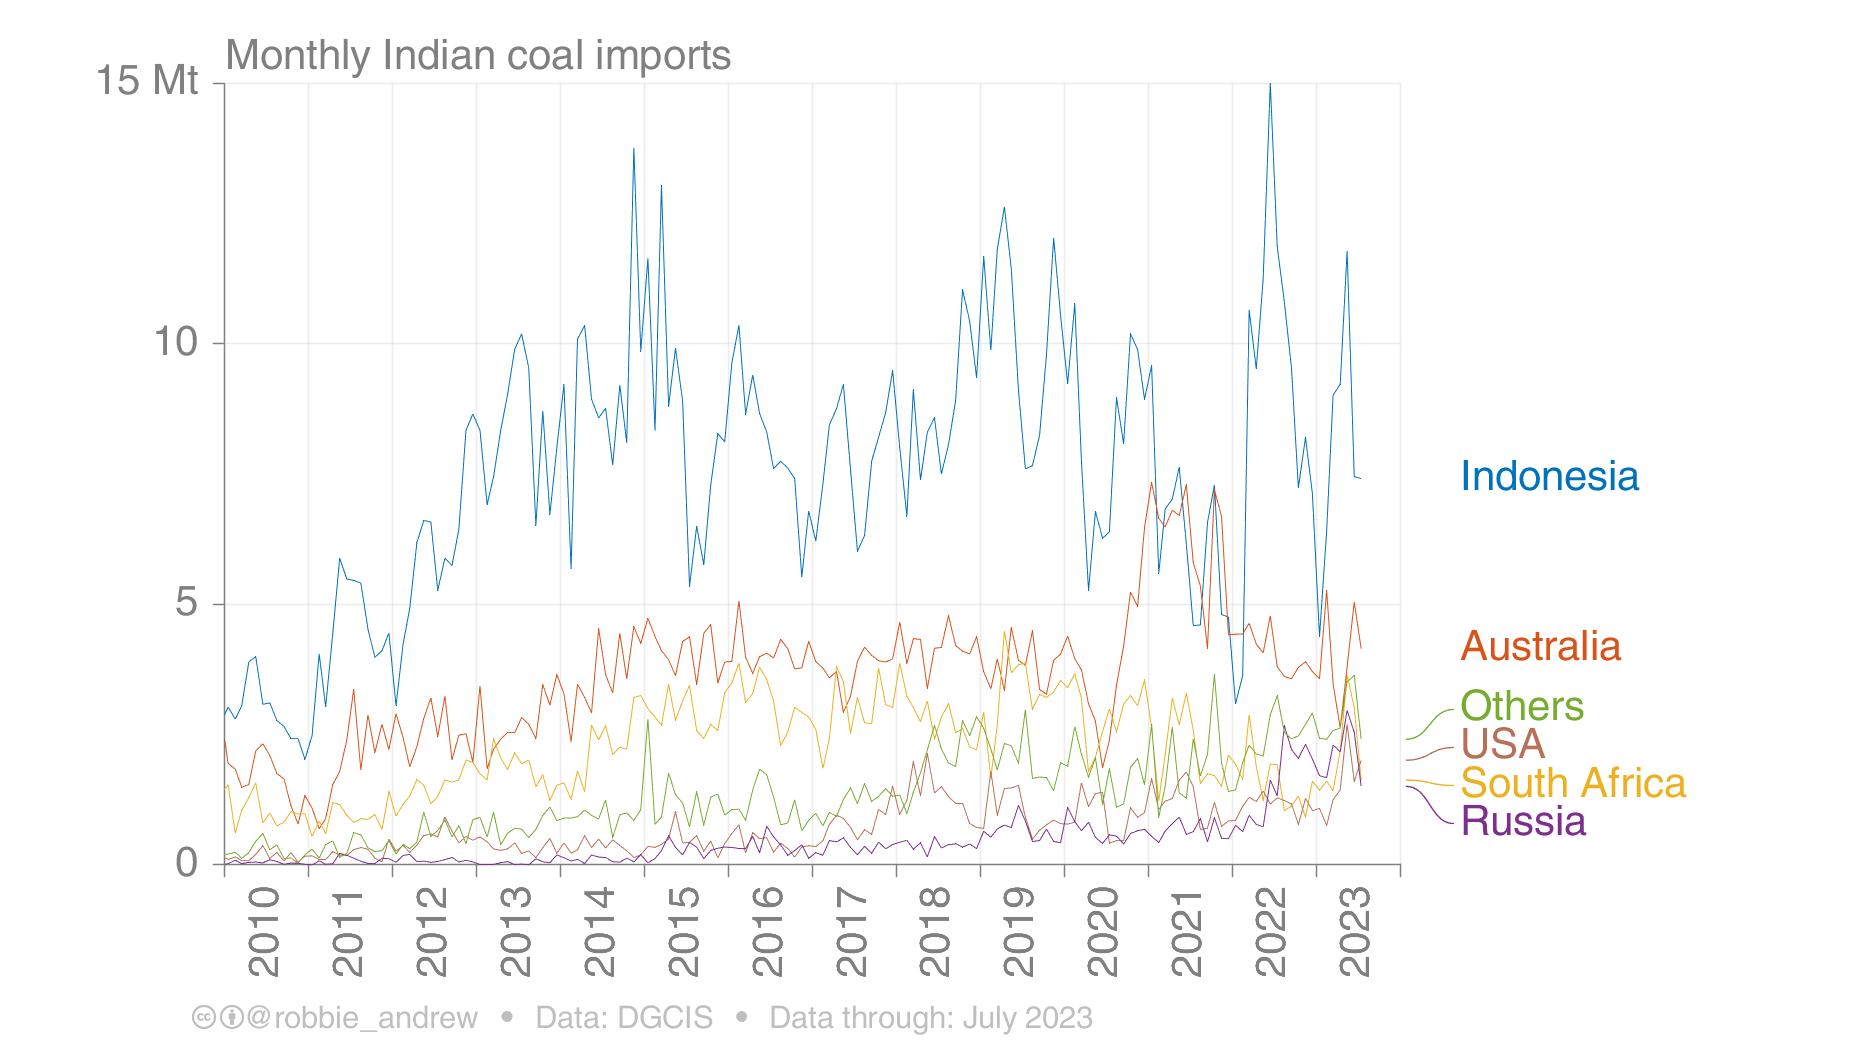 Monthly Indian coal imports
15 Mt
10
5
0
Indonesia
Australia
Others
USA
South Africa
Russia
2010
2011
2012
2013
2014
2015
2016
2017
2018
2019
2020
2021
2022
2023
@robbie_andrew • Data: DGCIS • Data through: July 2023